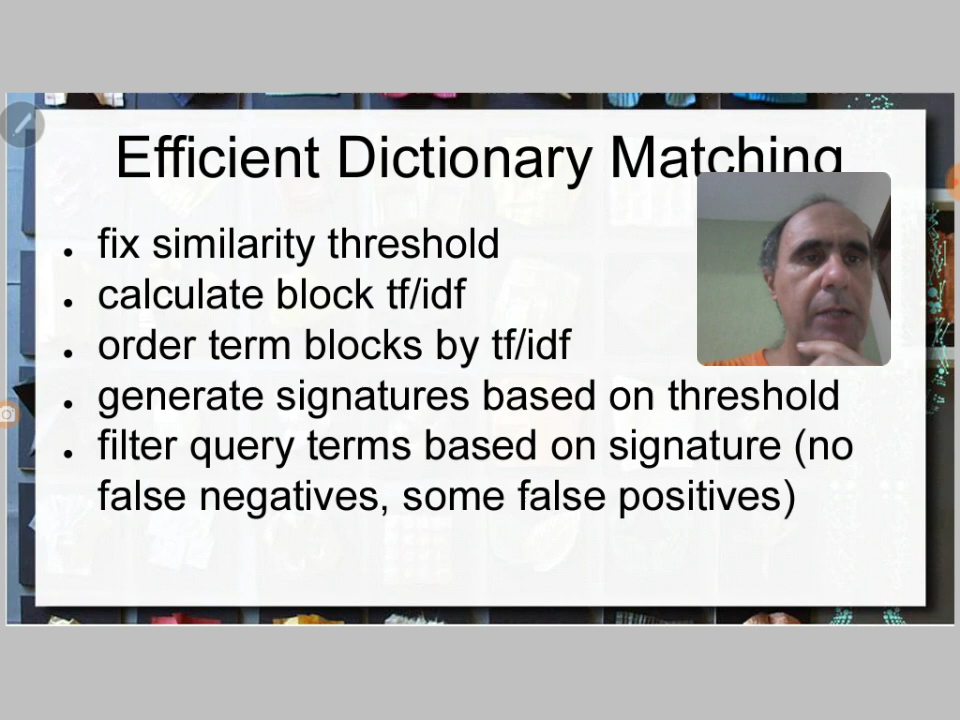 Efficient Dictionary Matching
• fix similarity threshold
• calculate block tf/idf
• order term blocks by tf/idf
• generate signatures based on threshold
• filter query terms based on signature (no
false negatives, some false positives)